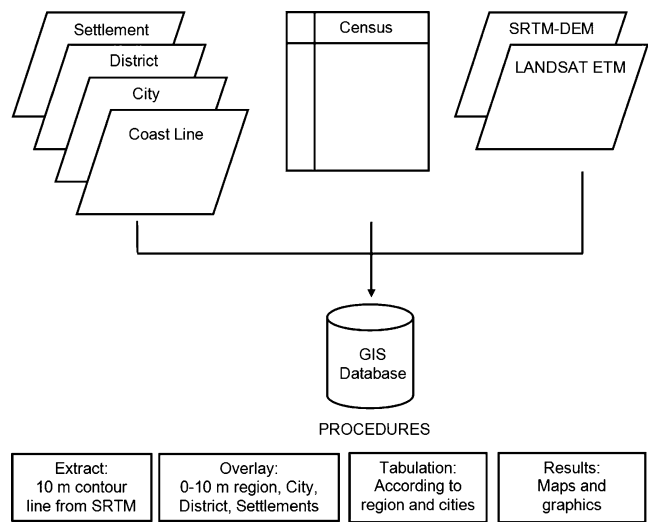 Settlement
District
City
Coast Line
Census
SRTM-DEM
LANDSAT ETM
GIS
Database
PROCEDURES
Extract:
10 m contour
line from SRTM
Overlay:
0-10 m region, City,
District, Settlements
Tabulation:
According to
region and cities
Results:
Maps and
graphics